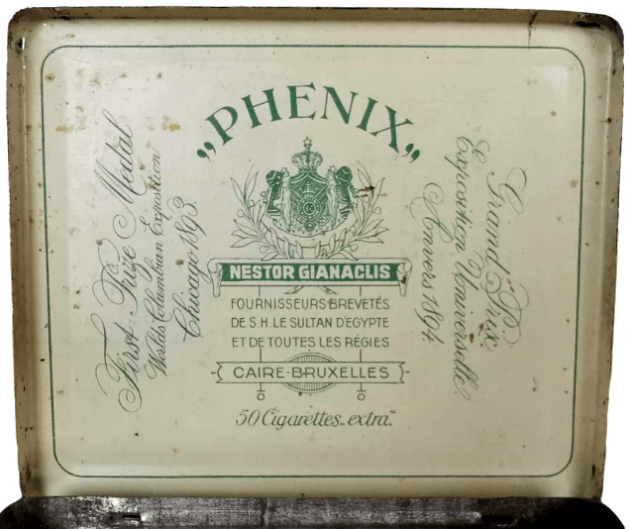 „PHENIX„
NESTOR GIANACLIS
FOURNISSEURS BREVETÉS
DE S.H. LE SULTAN D'EGYPTE
ET DE TOUTES LES RÉGIES
CAIRE-BRUXELLES
50 Cigarettes „extra.“
First Prize Medal
World's Columbian Exposition
Chicago 1893
Grand Prix
Exposition Universelle
Anvers 1894